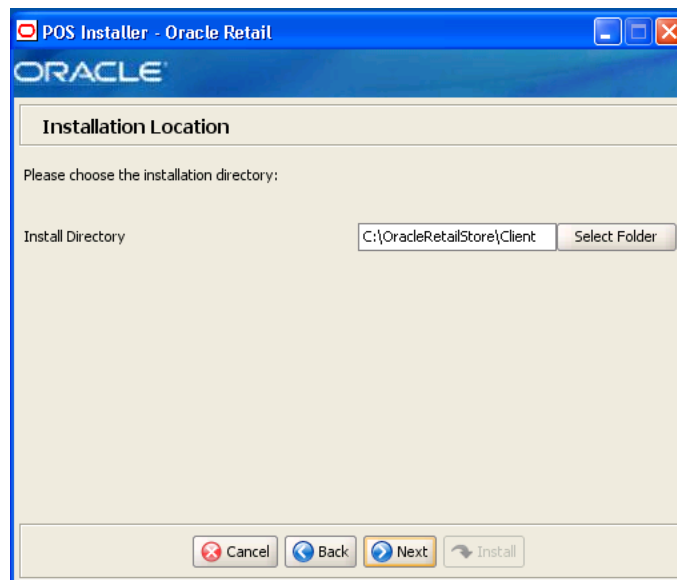 POS Installer - Oracle Retail
ORACLE
Installation Location
Please choose the installation directory:
Install Directory C:\OracleRetailStore\Client Select Folder
Cancel Back Next Install